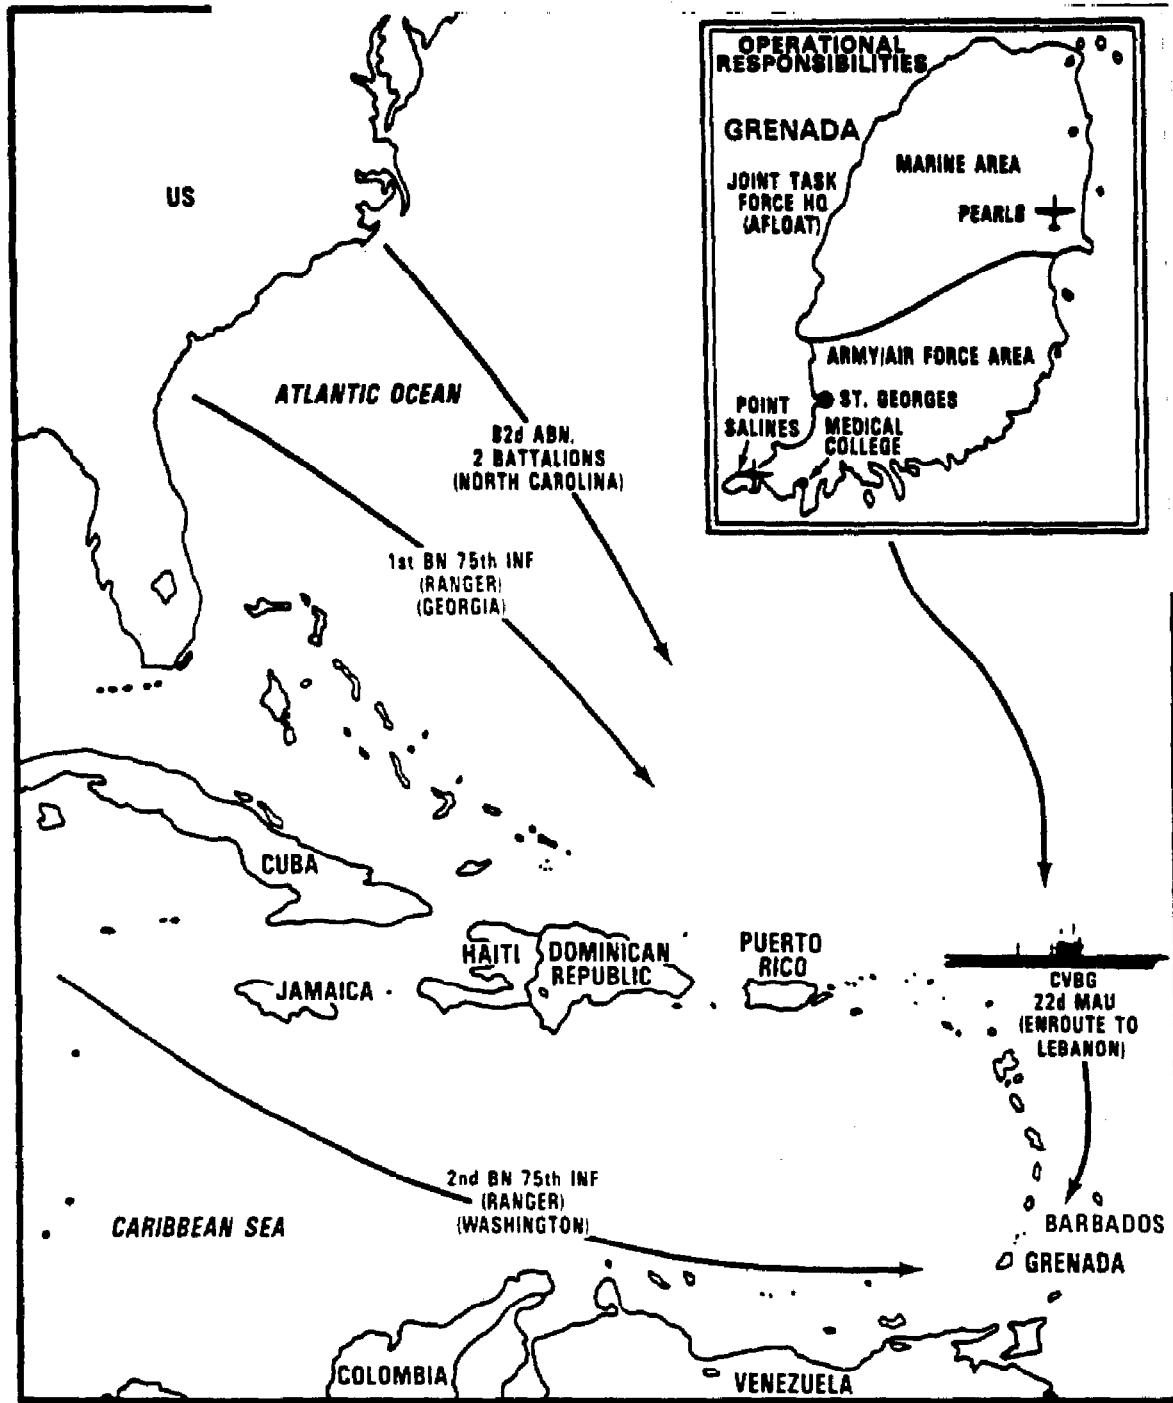 OPERATIONAL
RESPONSIBILITIES
GRENADA
JOINT TASK
FORCE HQ
(AFLOAT)
MARINE AREA
PEARLS
ARMY/AIR FORCE AREA
ST. GEORGES
POINT
SALINES
MEDICAL
COLLEGE
US
ATLANTIC OCEAN
82d ABN.
2 BATTALIONS
(NORTH CAROLINA)
1st BN 75th INF
(RANGER)
(GEORGIA)
CUBA
HAITI
DOMINICAN
REPUBLIC
PUERTO
RICO
JAMAICA
CVBG
22d MAU
(ENROUTE TO
LEBANON)
2nd BN 75th INF
(RANGER)
(WASHINGTON)
CARIBBEAN SEA
BARBADOS
GRENADA
COLOMBIA
VENEZUELA